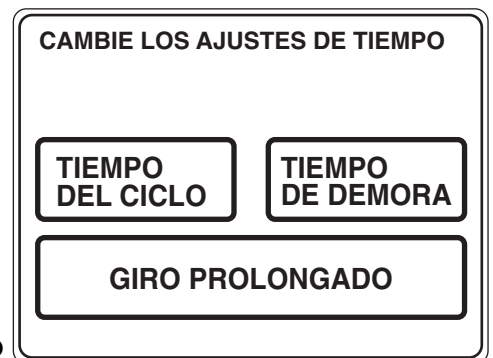 CAMBIE LOS AJUSTES DE TIEMPO
TIEMPO
DEL CICLO
TIEMPO
DE DEMORA
GIRO PROLONGADO